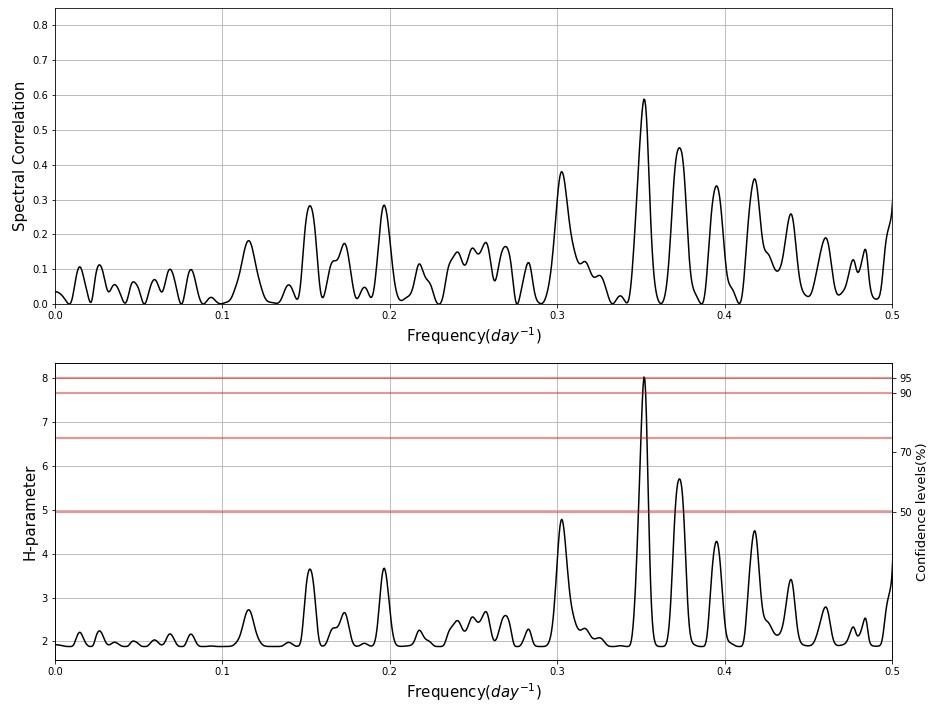 0.8
0.7
0.6
0.5
0.4
0.3
0.2
0.1
0.0
Spectral Correlation
0.0 0.1 0.2 0.3 0.4 0.5
Frequency(day⁻¹)
8
7
6
5
4
3
2
H-parameter
95
90
70
50
Confidence levels(%)
0.0 0.1 0.2 0.3 0.4 0.5
Frequency(day⁻¹)